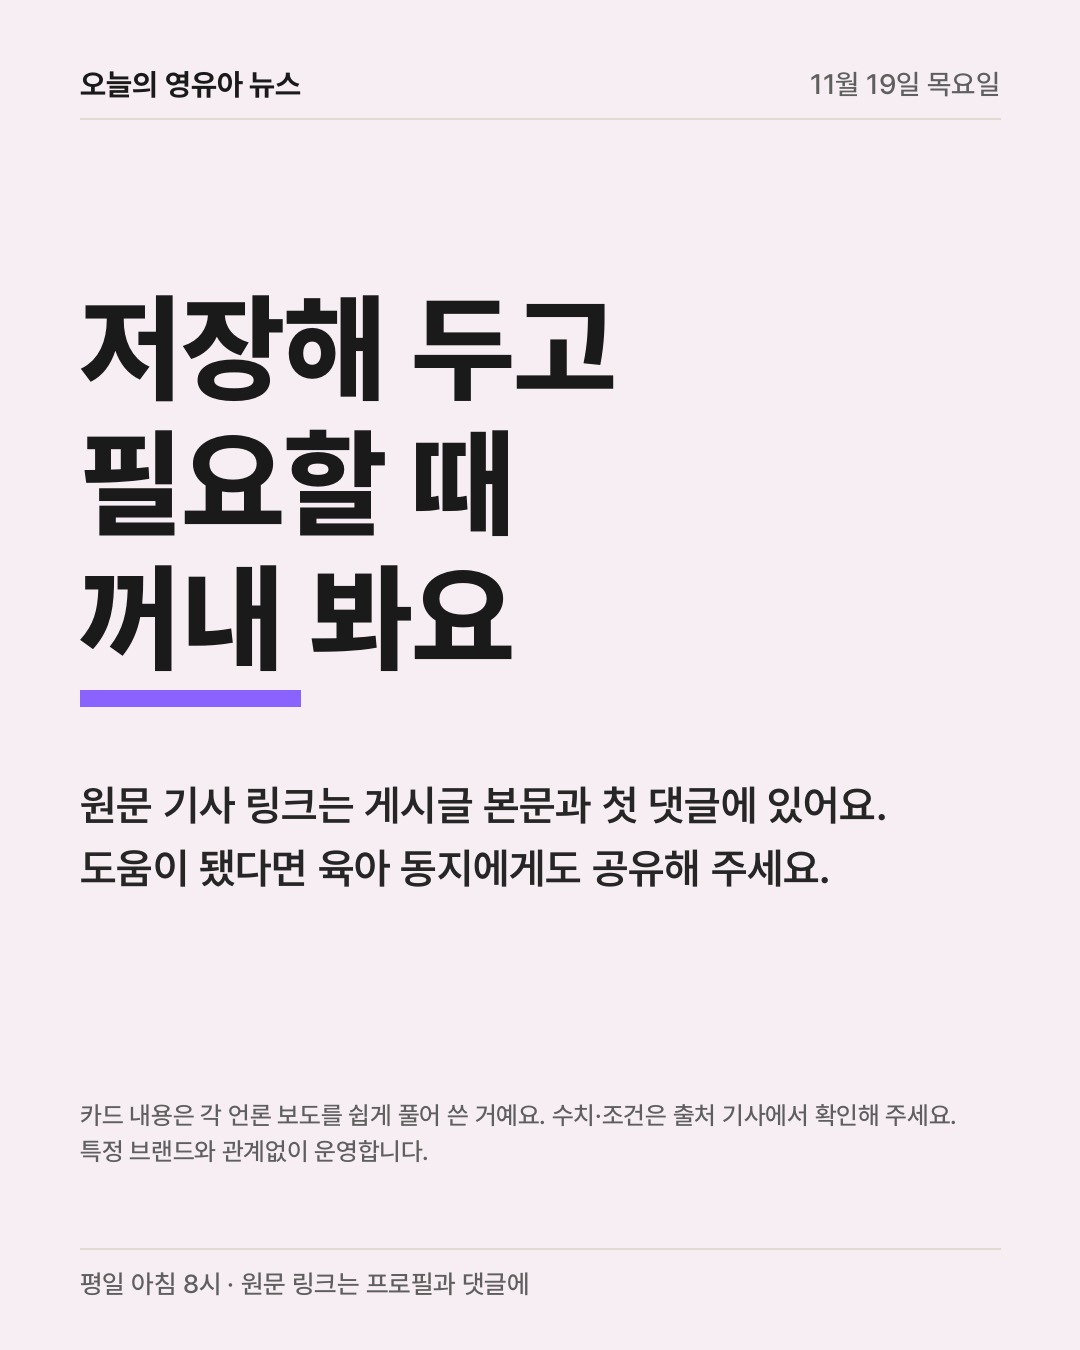 오늘의 영유아 뉴스
11월 19일 목요일
저장해 두고
필요할 때
꺼내 봐요
원문 기사 링크는 게시글 본문과 첫 댓글에 있어요.
도움이 됐다면 육아 동지에게도 공유해 주세요.
카드 내용은 각 언론 보도를 쉽게 풀어 쓴 거예요. 수치·조건은 출처 기사에서 확인해 주세요.
특정 브랜드와 관계없이 운영합니다.
평일 아침 8시 · 원문 링크는 프로필과 댓글에